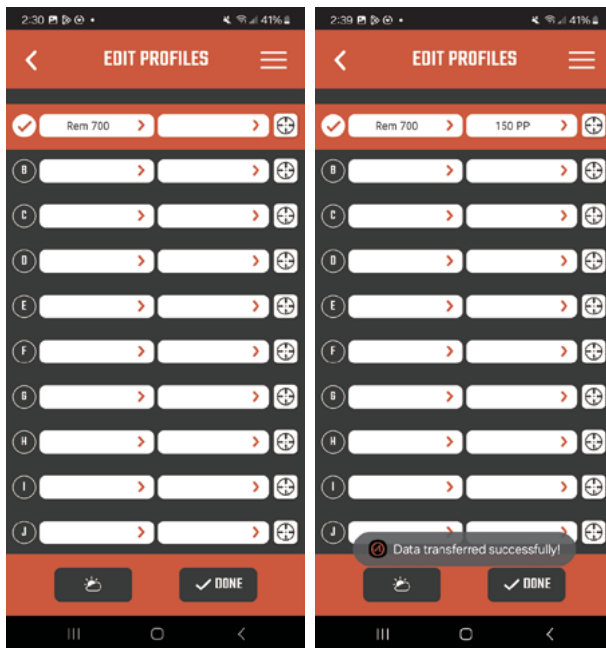 2:30 41%
EDIT PROFILES
Rem 700
B
C
D
E
F
G
H
I
J
DONE
2:39 41%
EDIT PROFILES
Rem 700 150 PP
B
C
D
E
F
G
H
I
J
Data transferred successfully!
DONE